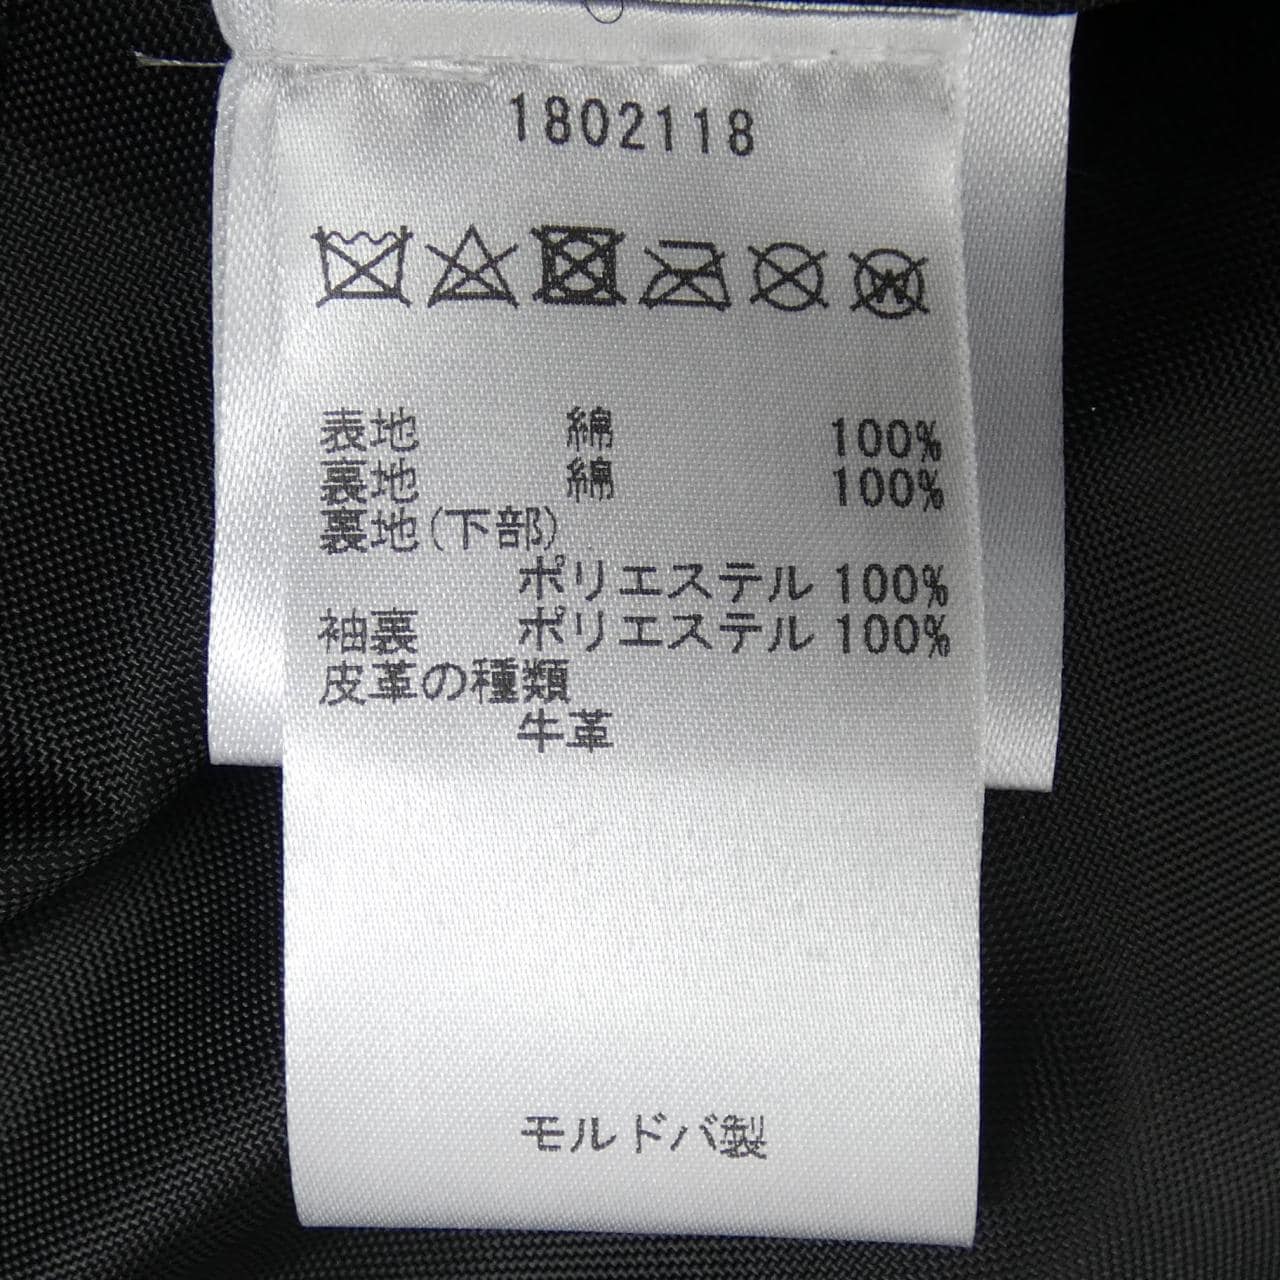 1802118
W
表地 綿 100%
裏地 綿 100%
裏地(下部)
ポリエステル 100%
袖裏 ポリエステル 100%
皮革の種類
牛革
モルドバ製